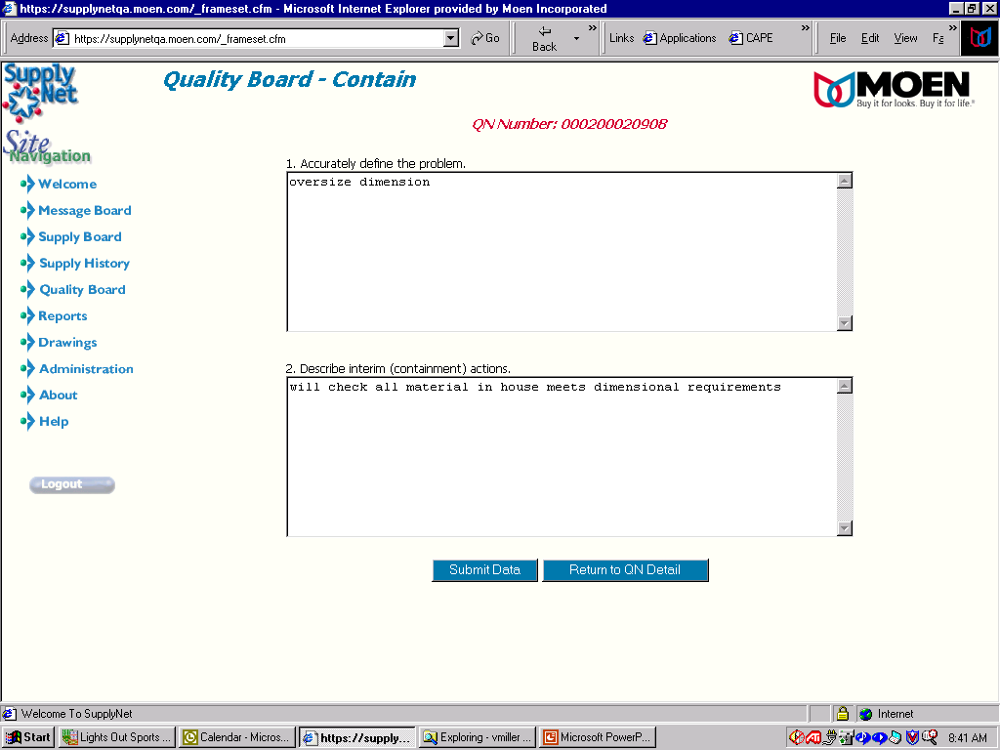 https://supplynetqa.moen.com/_frameset.cfm - Microsoft Internet Explorer provided by Moen Incorporated
Address https://supplynetqa.moen.com/_frameset.cfm Go Back Links Applications CAPE File Edit View Fa
Supply Net
Quality Board - Contain
MOEN
Buy it for looks. Buy it for life.®
QN Number: 000200020908
Site Navigation
Welcome
Message Board
Supply Board
Supply History
Quality Board
Reports
Drawings
Administration
About
Help
Logout
1. Accurately define the problem.
oversize dimension
2. Describe interim (containment) actions.
will check all material in house meets dimensional requirements
Submit Data Return to QN Detail
Welcome To SupplyNet Internet
Start Lights Out Sports ... Calendar - Micros... https://supply... Exploring - vmiller ... Microsoft PowerP... 8:41 AM